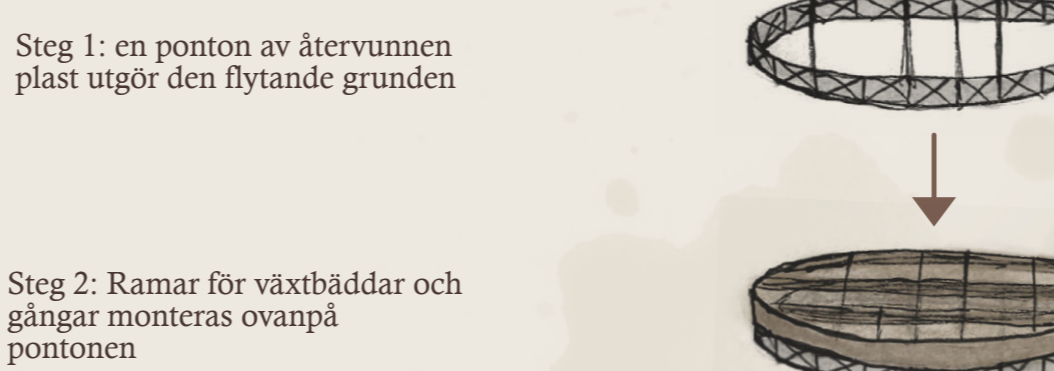 Steg 1: en ponton av återvunnen
plast utgör den flytande grunden
Steg 2: Ramar för växtbäddar och
gångar monteras ovanpå
pontonen